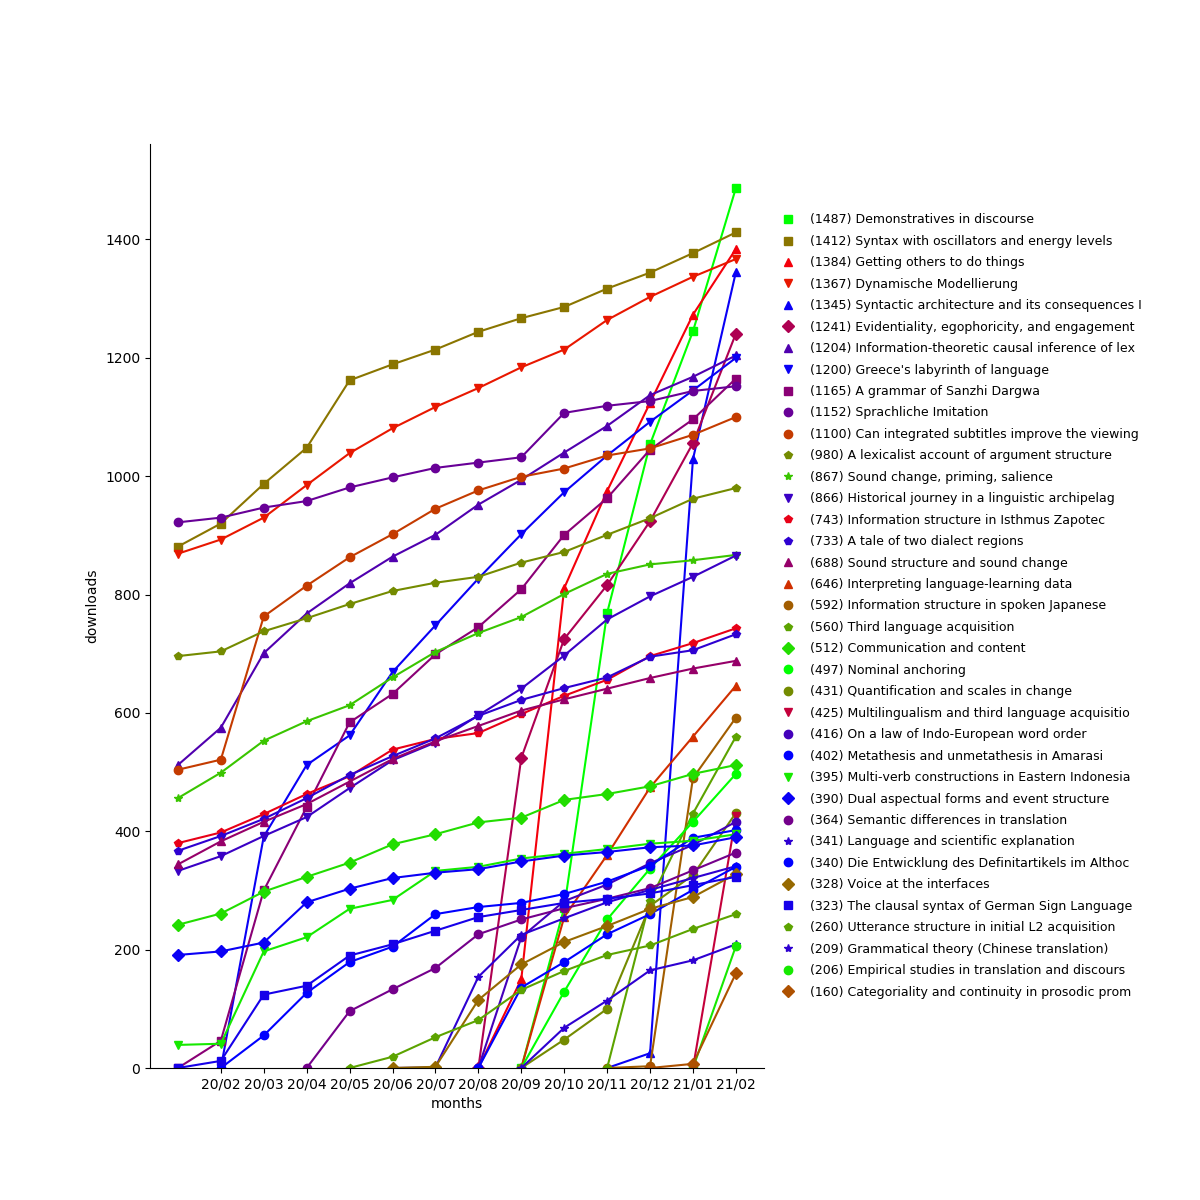 1400
1200
1000
800
600
400
200
0
downloads
20/02 20/03 20/04 20/05 20/06 20/07 20/08 20/09 20/10 20/11 20/12 21/01 21/02
months
(1487) Demonstratives in discourse
(1412) Syntax with oscillators and energy levels
(1384) Getting others to do things
(1367) Dynamische Modellierung
(1345) Syntactic architecture and its consequences I
(1241) Evidentiality, egophoricity, and engagement
(1204) Information-theoretic causal inference of lex
(1200) Greece's labyrinth of language
(1165) A grammar of Sanzhi Dargwa
(1152) Sprachliche Imitation
(1100) Can integrated subtitles improve the viewing
(980) A lexicalist account of argument structure
(867) Sound change, priming, salience
(866) Historical journey in a linguistic archipelag
(743) Information structure in Isthmus Zapotec
(733) A tale of two dialect regions
(688) Sound structure and sound change
(646) Interpreting language-learning data
(592) Information structure in spoken Japanese
(560) Third language acquisition
(512) Communication and content
(497) Nominal anchoring
(431) Quantification and scales in change
(425) Multilingualism and third language acquisitio
(416) On a law of Indo-European word order
(402) Metathesis and unmetathesis in Amarasi
(395) Multi-verb constructions in Eastern Indonesia
(390) Dual aspectual forms and event structure
(364) Semantic differences in translation
(341) Language and scientific explanation
(340) Die Entwicklung des Definitartikels im Althoc
(328) Voice at the interfaces
(323) The clausal syntax of German Sign Language
(260) Utterance structure in initial L2 acquisition
(209) Grammatical theory (Chinese translation)
(206) Empirical studies in translation and discours
(160) Categoriality and continuity in prosodic prom